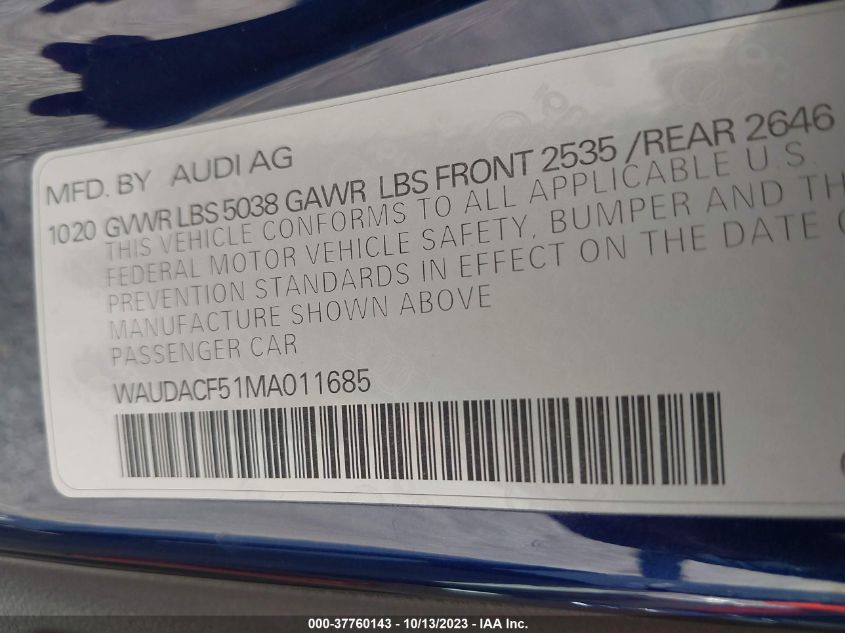 MFD. BY AUDI AG
1020 GVWR LBS 5038 GAWR LBS FRONT 2535 /REAR 2646
THIS VEHICLE CONFORMS TO ALL APPLICABLE U.S.
FEDERAL MOTOR VEHICLE SAFETY, BUMPER AND TH
PREVENTION STANDARDS IN EFFECT ON THE DATE
MANUFACTURE SHOWN ABOVE
PASSENGER CAR
WAUDACF51MA011685
000-37760143 - 10/13/2023 - IAA Inc.